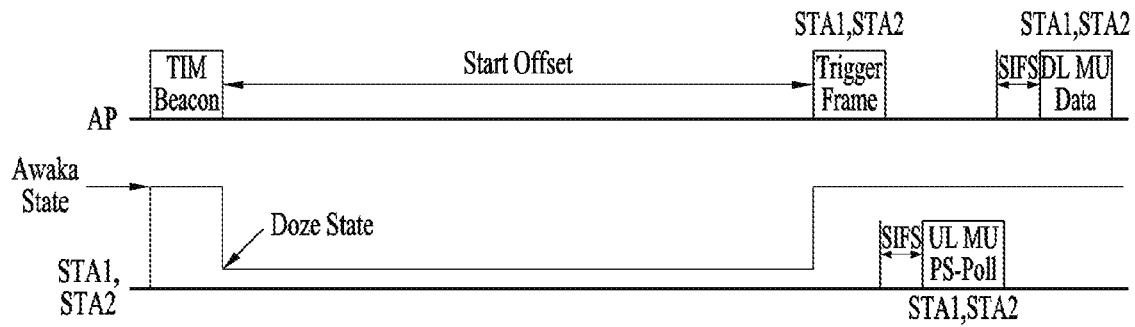 STA1,STA2
STA1,STA2
TIM
Beacon
Start Offset
Trigger
Frame
SIFS
DL MU
Data
AP
Awaka
State
Doze State
SIFS
UL MU
PS-Poll
STA1,
STA2
STA1,STA2